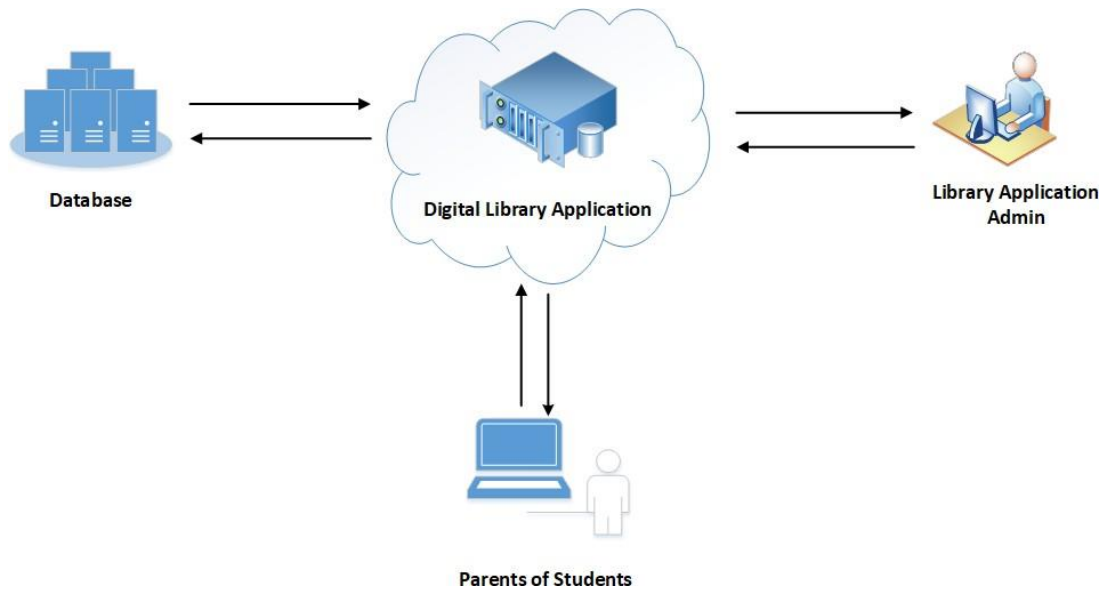 Database
Digital Library Application
Library Application
Admin
Parents of Students